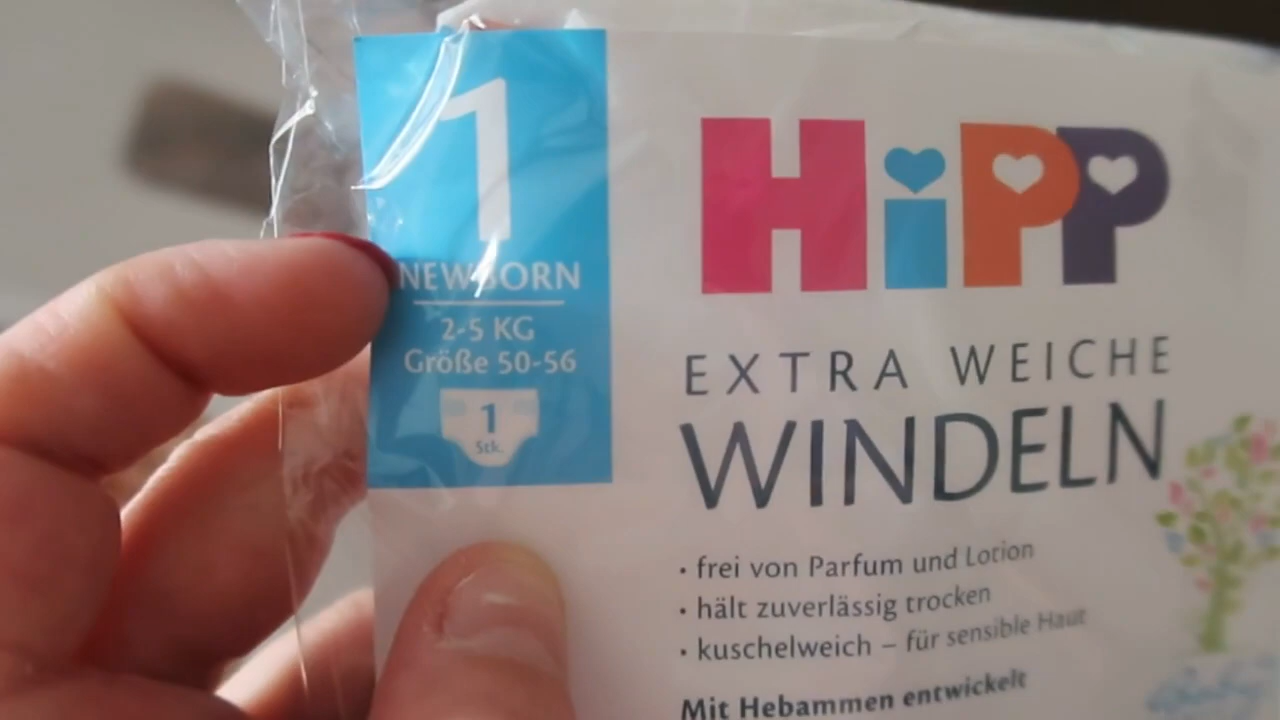 1
NEWBORN
2-5 KG
Größe 50-56
1
Stk.
HiPP
EXTRA WEICHE
WINDELN
• frei von Parfum und Lotion
• hält zuverlässig trocken
• kuschelweich – für sensible Haut
Mit Hebammen entwickelt